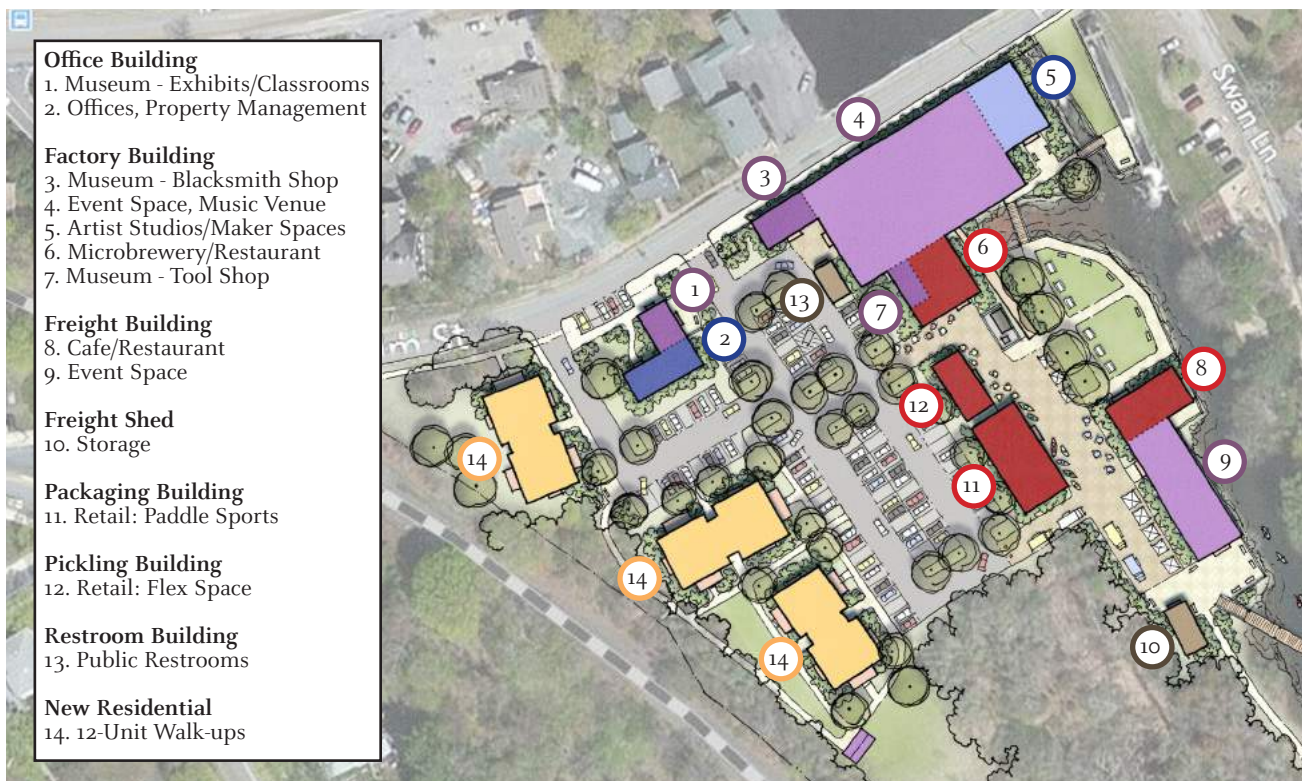 Office Building
1. Museum - Exhibits/Classrooms
2. Offices, Property Management
Factory Building
3. Museum - Blacksmith Shop
4. Event Space, Music Venue
5. Artist Studios/Maker Spaces
6. Microbrewery/Restaurant
7. Museum - Tool Shop
Freight Building
8. Cafe/Restaurant
9. Event Space
Freight Shed
10. Storage
Packaging Building
11. Retail: Paddle Sports
Pickling Building
12. Retail: Flex Space
Restroom Building
13. Public Restrooms
New Residential
14. 12-Unit Walk-ups
5
Swan Ln
4
3
6
1
13
7
2
8
12
14
9
11
14
14
10